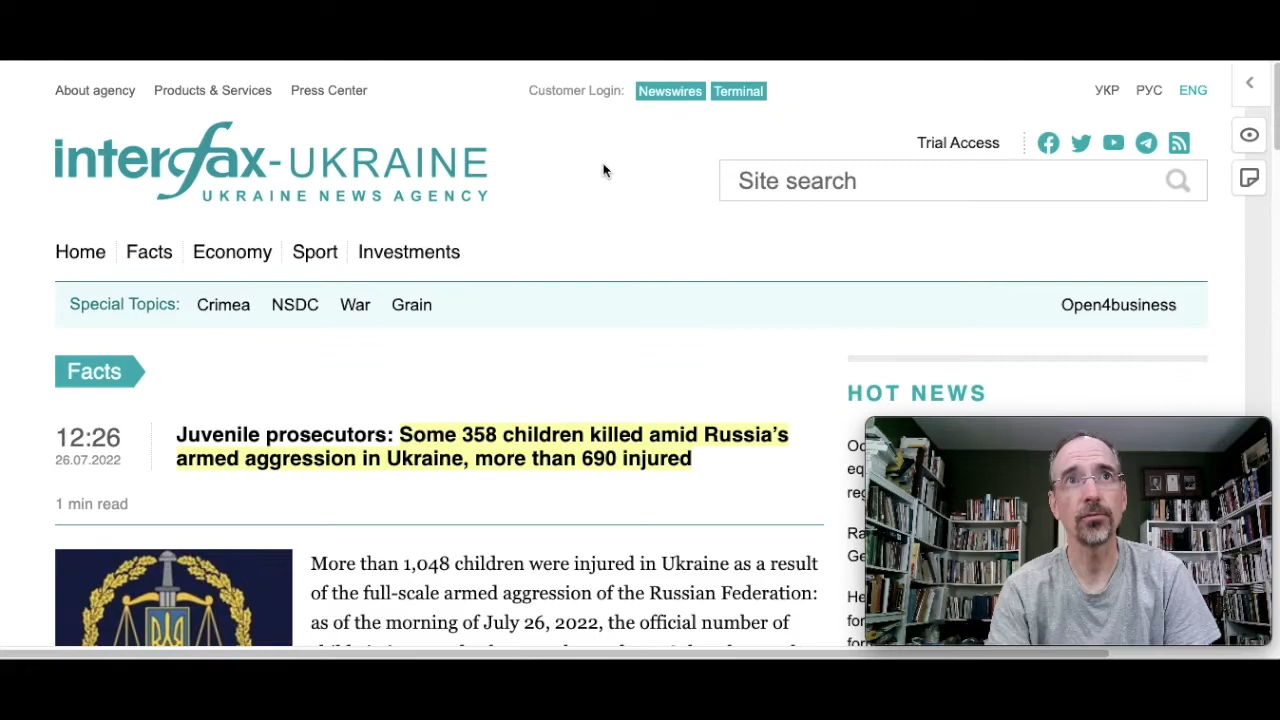 About agency Products & Services Press Center Customer Login: Newswires Terminal УКР РУС ENG
interfax-UKRAINE
UKRAINE NEWS AGENCY
Trial Access
Site search
Home Facts Economy Sport Investments
Special Topics: Crimea NSDC War Grain Open4business
Facts
HOT NEWS
12:26
26.07.2022
Juvenile prosecutors: Some 358 children killed amid Russia’s
armed aggression in Ukraine, more than 690 injured
1 min read
More than 1,048 children were injured in Ukraine as a result
of the full-scale armed aggression of the Russian Federation:
as of the morning of July 26, 2022, the official number of